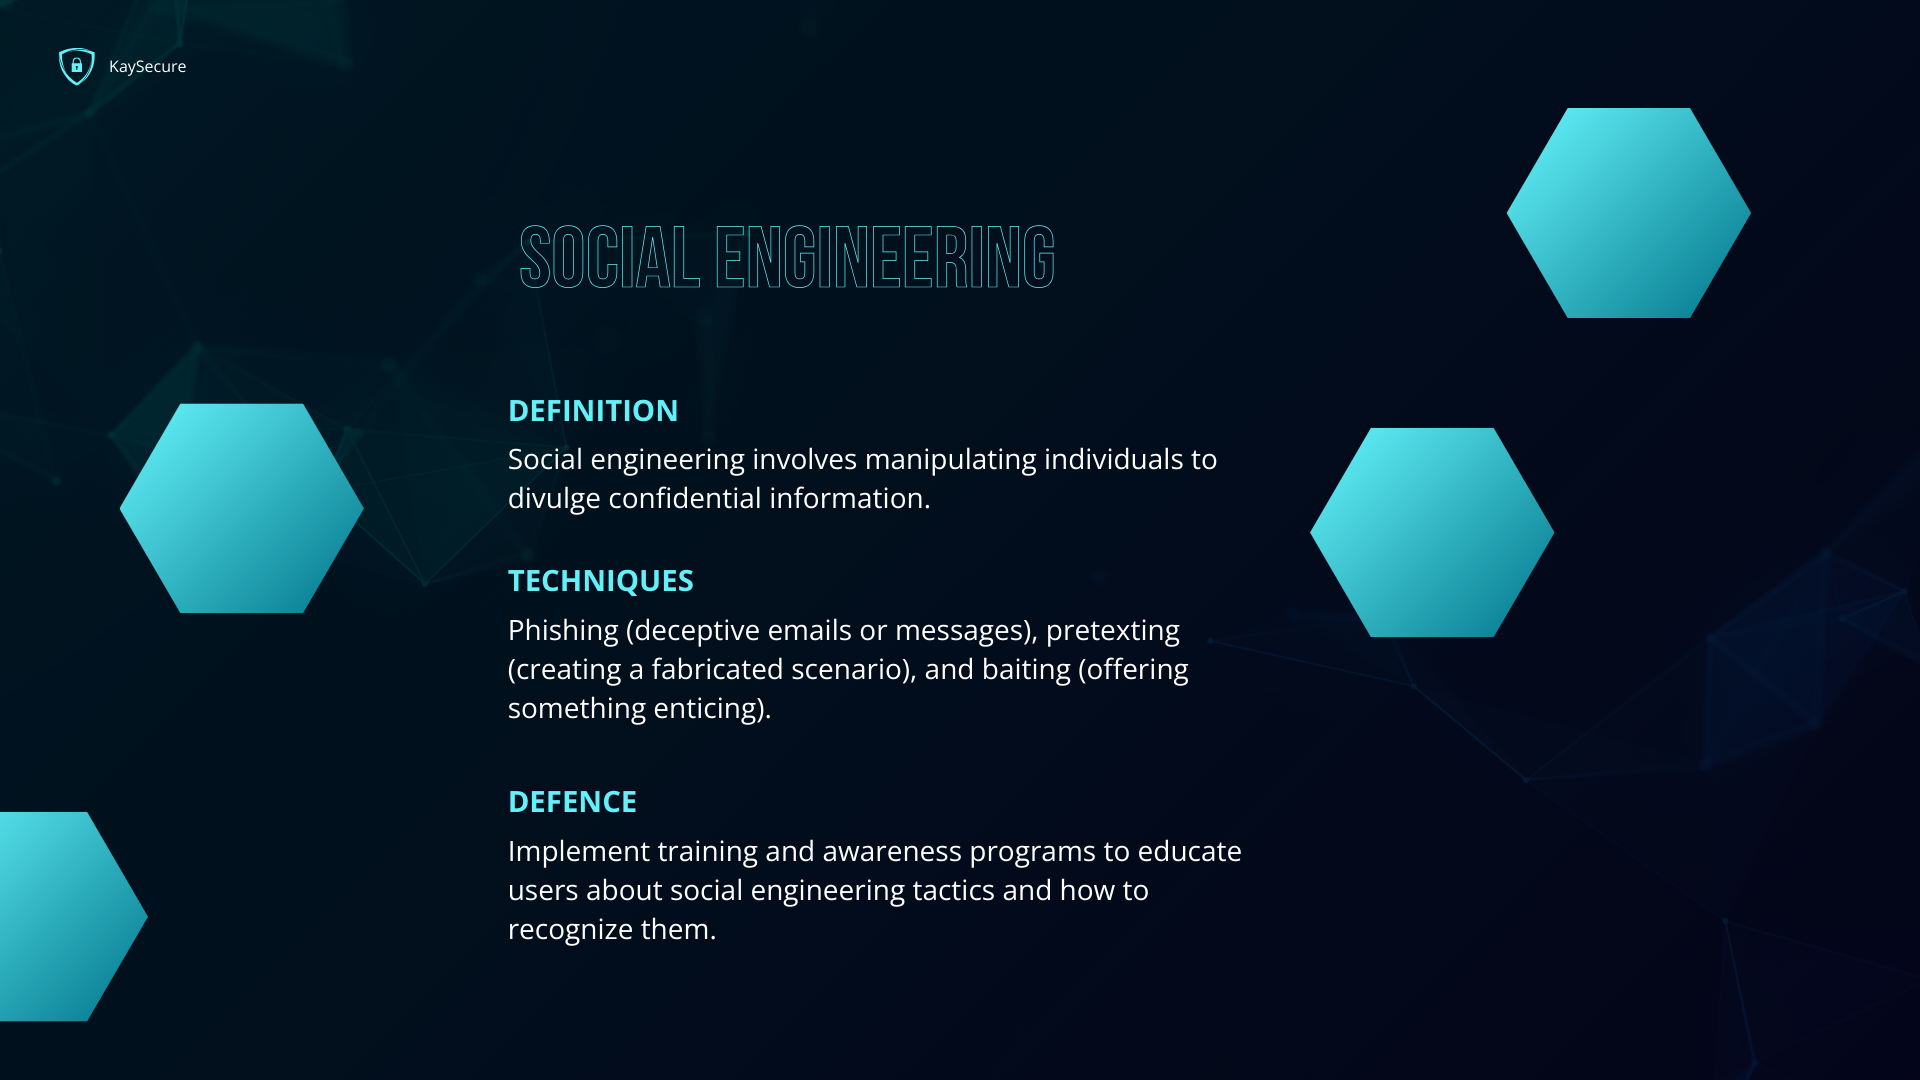 KaySecure
SOCIAL ENGINEERING
DEFINITION
Social engineering involves manipulating individuals to
divulge confidential information.
TECHNIQUES
Phishing (deceptive emails or messages), pretexting
(creating a fabricated scenario), and baiting (offering
something enticing).
DEFENCE
Implement training and awareness programs to educate
users about social engineering tactics and how to
recognize them.